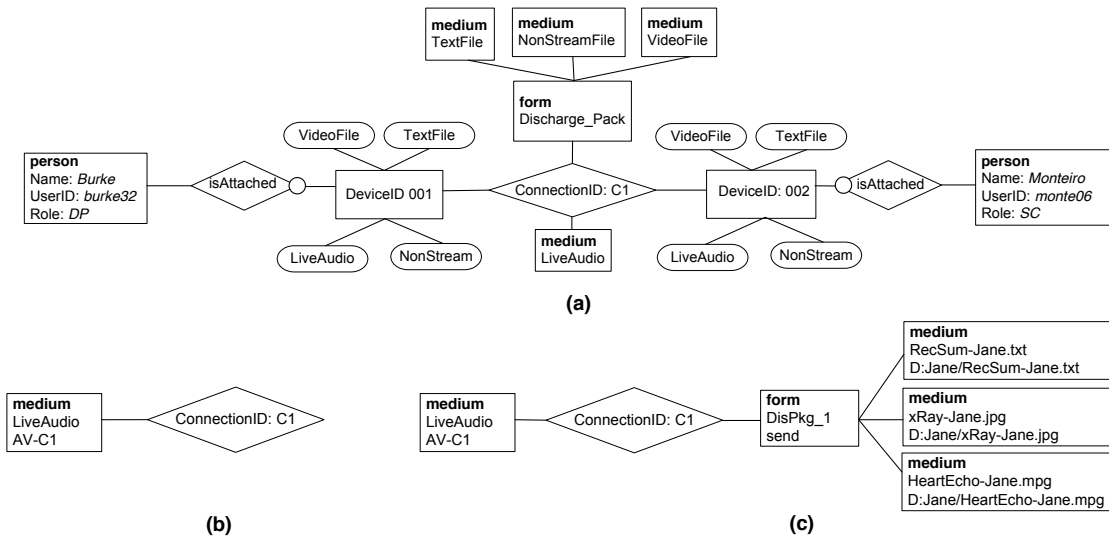 medium
TextFile
medium
NonStreamFile
medium
VideoFile
form
Discharge_Pack
VideoFile
TextFile
VideoFile
TextFile
person
Name: Burke
UserID: burke32
Role: DP
isAttached
DeviceID 001
ConnectionID: C1
DeviceID: 002
isAttached
person
Name: Monteiro
UserID: monte06
Role: SC
LiveAudio
NonStream
medium
LiveAudio
LiveAudio
NonStream
(a)
medium
LiveAudio
AV-C1
ConnectionID: C1
(b)
medium
LiveAudio
AV-C1
ConnectionID: C1
form
DisPkg_1
send
medium
RecSum-Jane.txt
D:Jane/RecSum-Jane.txt
medium
xRay-Jane.jpg
D:Jane/xRay-Jane.jpg
medium
HeartEcho-Jane.mpg
D:Jane/HeartEcho-Jane.mpg
(c)